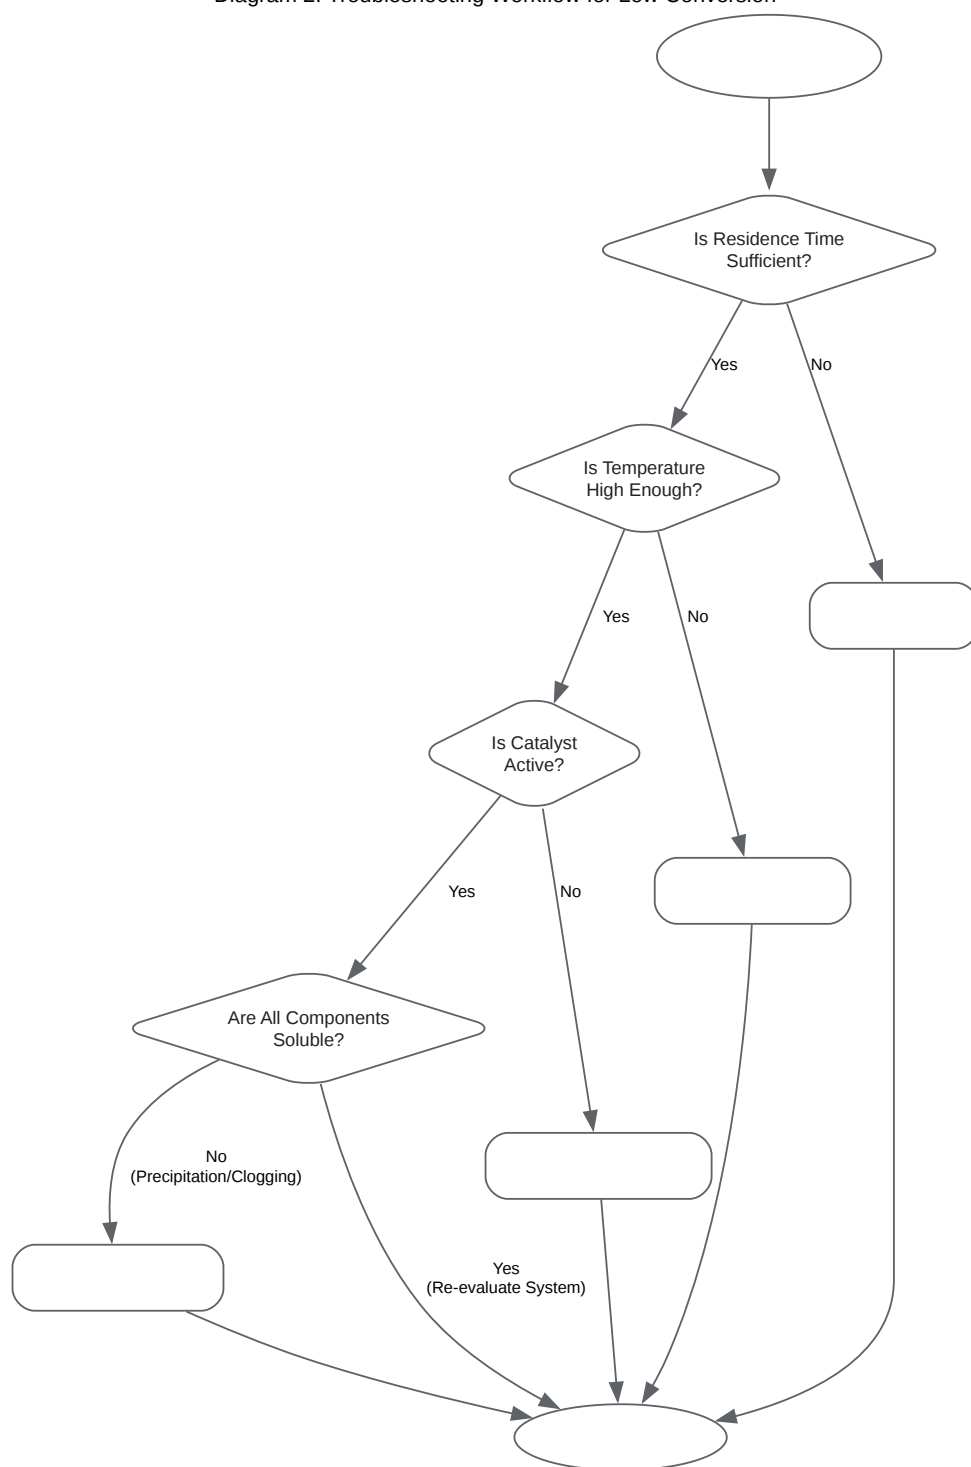 Diagram 2: Troubleshooting Workflow for Low Conversion
Is Residence Time
Sufficient?
Yes
No
Is Temperature
High Enough?
Yes
No
Is Catalyst
Active?
Yes
No
Are All Components
Soluble?
No
(Precipitation/Clogging)
Yes
(Re-evaluate System)